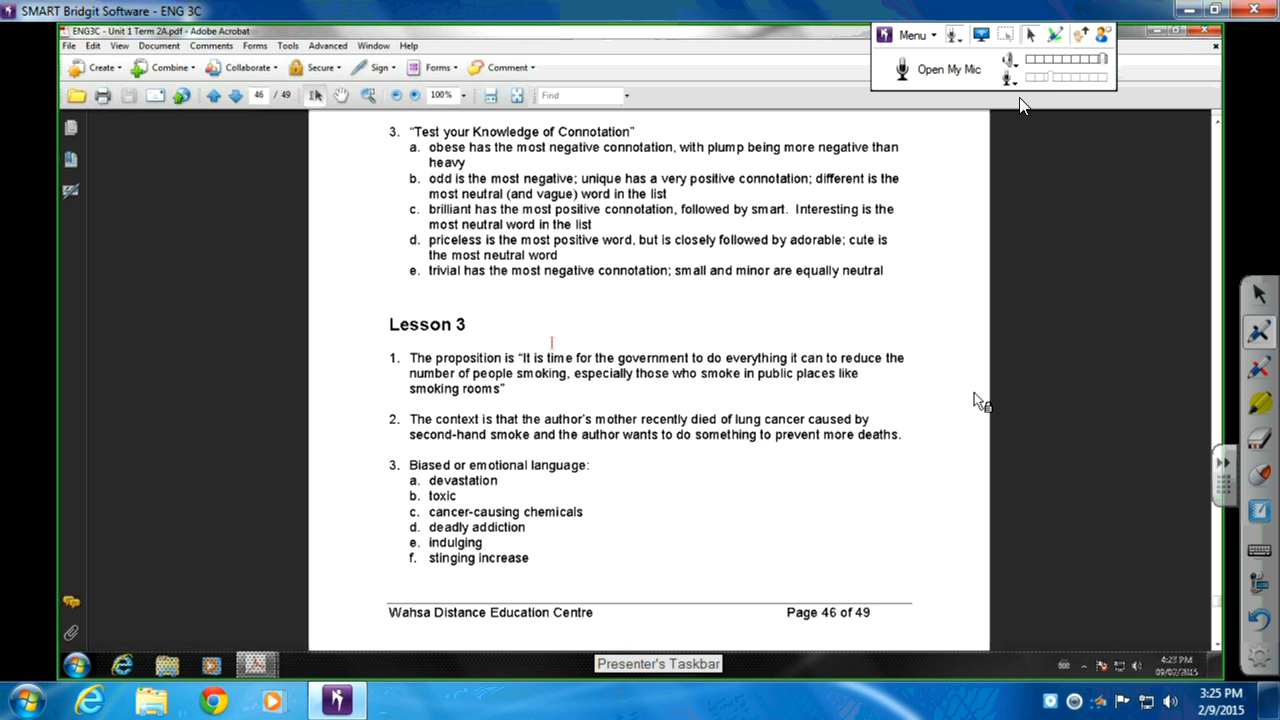 SMART Bridgit Software - ENG 3C
ENG3C - Unit 1 Term 2A.pdf - Adobe Acrobat
File Edit View Document Comments Forms Tools Advanced Window Help
Menu
Create Combine Collaborate Secure Sign Forms Comment
Open My Mic
46 / 49 100% Find
3. "Test your Knowledge of Connotation"
a. obese has the most negative connotation, with plump being more negative than
heavy
b. odd is the most negative; unique has a very positive connotation; different is the
most neutral (and vague) word in the list
c. brilliant has the most positive connotation, followed by smart. Interesting is the
most neutral word in the list
d. priceless is the most positive word, but is closely followed by adorable; cute is
the most neutral word
e. trivial has the most negative connotation; small and minor are equally neutral
Lesson 3
1. The proposition is "It is time for the government to do everything it can to reduce the
number of people smoking, especially those who smoke in public places like
smoking rooms"
2. The context is that the author's mother recently died of lung cancer caused by
second-hand smoke and the author wants to do something to prevent more deaths.
3. Biased or emotional language:
a. devastation
b. toxic
c. cancer-causing chemicals
d. deadly addiction
e. indulging
f. stinging increase
Wahsa Distance Education Centre Page 46 of 49
Presenter's Taskbar
4:23 PM
09/02/2015
3:25 PM
2/9/2015